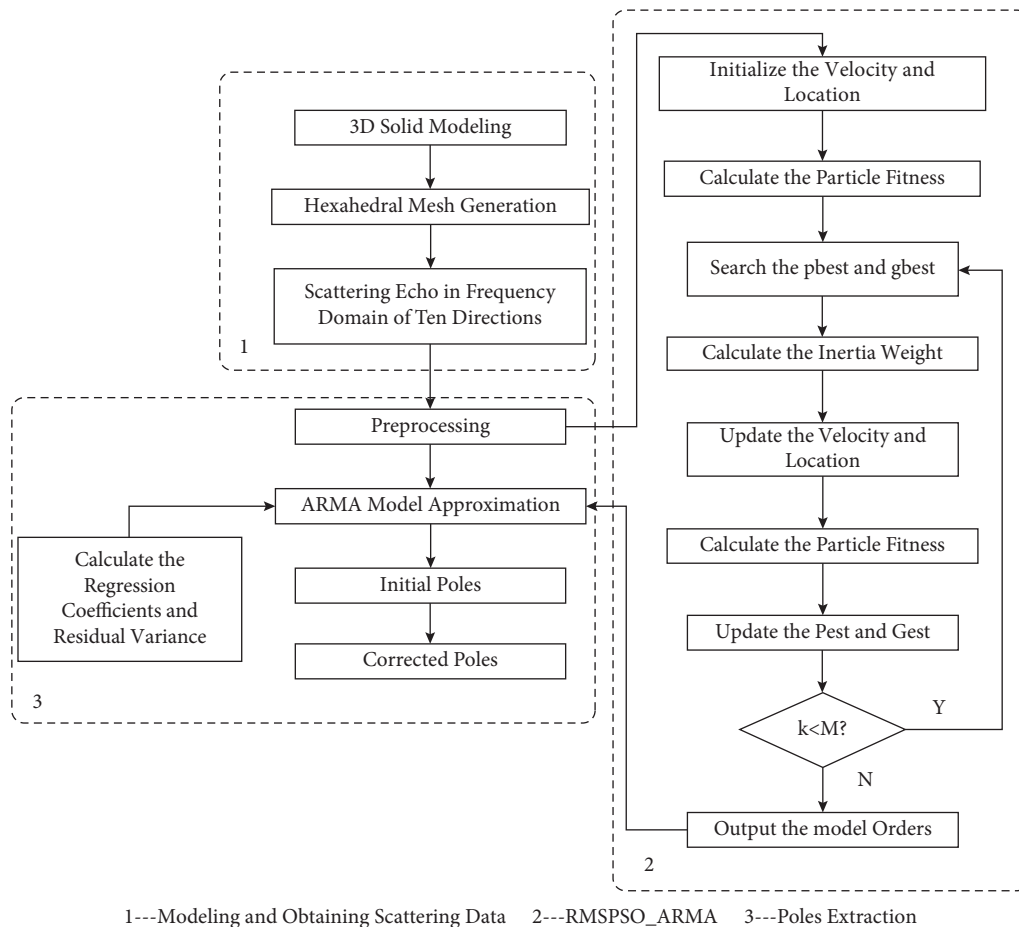 3D Solid Modeling
Hexahedral Mesh Generation
Scattering Echo in Frequency
Domain of Ten Directions
1
Preprocessing
ARMA Model Approximation
Calculate the
Regression
Coefficients and
Residual Variance
Initial Poles
Corrected Poles
3
Initialize the Velocity and
Location
Calculate the Particle Fitness
Search the pbest and gbest
Calculate the Inertia Weight
Update the Velocity and
Location
Calculate the Particle Fitness
Update the Pest and Gest
k<M?
Y
N
Output the model Orders
2
1---Modeling and Obtaining Scattering Data 2---RMSPSO_ARMA 3---Poles Extraction